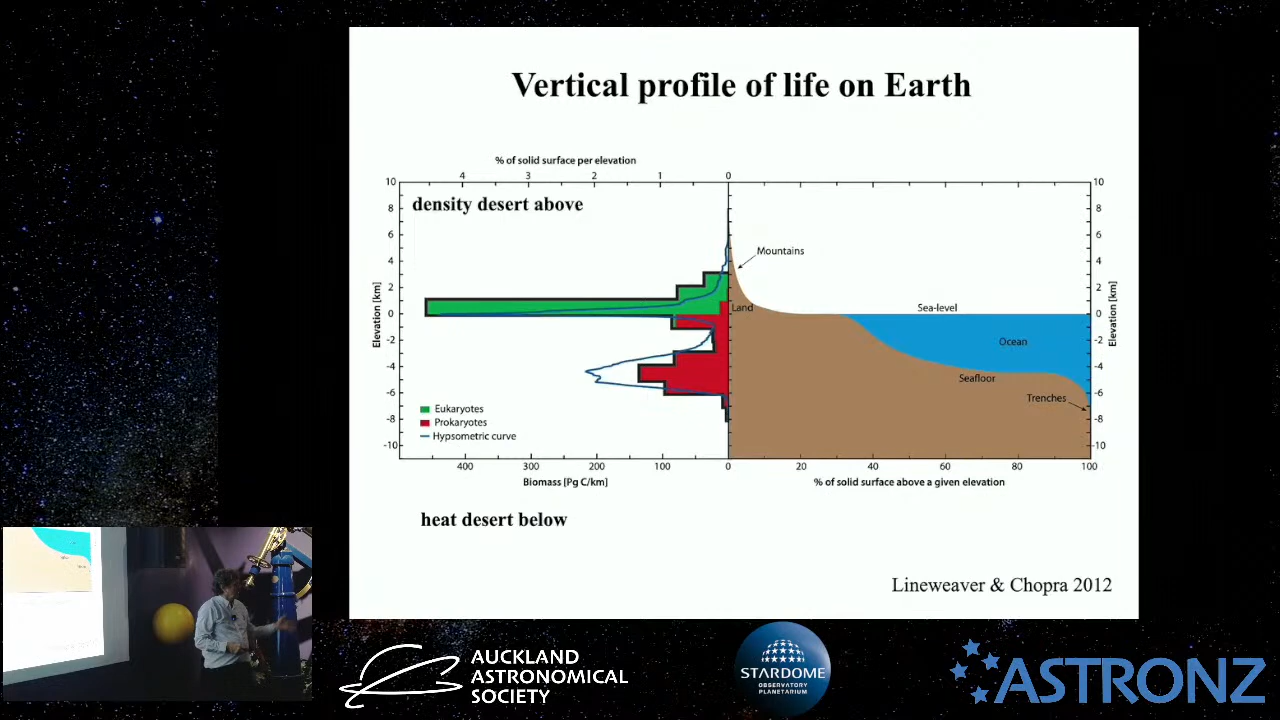 Vertical profile of life on Earth
% of solid surface per elevation
4 3 2 1 0
10 8 6 4 2 0 -2 -4 -6 -8 -10
Elevation [km]
density desert above
Eukaryotes
Prokaryotes
Hypsometric curve
400 300 200 100 0
Biomass [Pg C/km]
heat desert below
Mountains
Land
Sea-level
Ocean
Seafloor
Trenches
10 8 6 4 2 0 -2 -4 -6 -8 -10
Elevation [km]
20 40 60 80 100
% of solid surface above a given elevation
Lineweaver & Chopra 2012
AUCKLAND
ASTRONOMICAL
SOCIETY
STARDOME
OBSERVATORY
PLANETARIUM
ASTRONZ